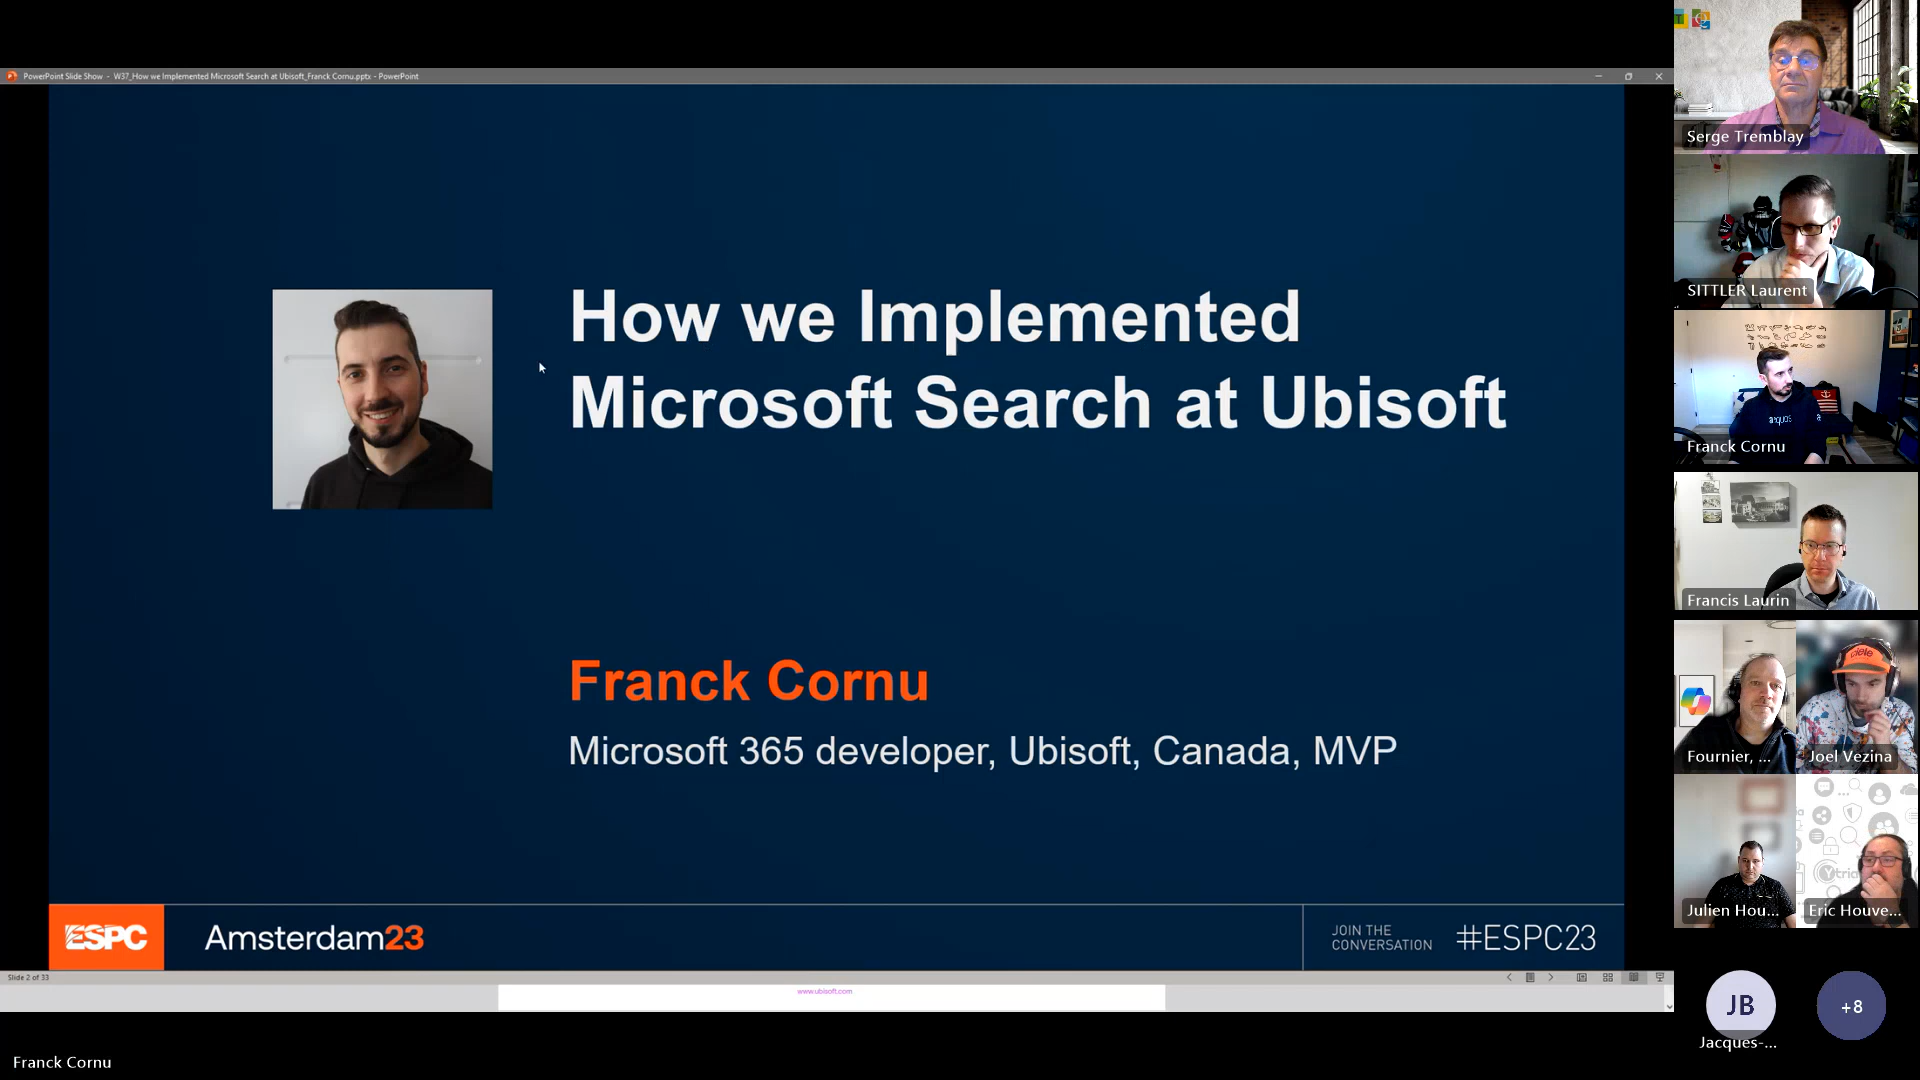 PowerPoint Slide Show - W37_How we Implemented Microsoft Search at Ubisoft_Franck Cornu.pptx - PowerPoint
How we Implemented
Microsoft Search at Ubisoft
Franck Cornu
Microsoft 365 developer, Ubisoft, Canada, MVP
ESPC
Amsterdam23
JOIN THE
CONVERSATION
#ESPC23
Slide 2 of 33
www.ubisoft.com
Franck Cornu
Serge Tremblay
SITTLER Laurent
Franck Cornu
Francis Laurin
Fournier, ...
ciele
Joel Vezina
Julien Hou...
Eric Houve...
JB
Jacques-...
+8